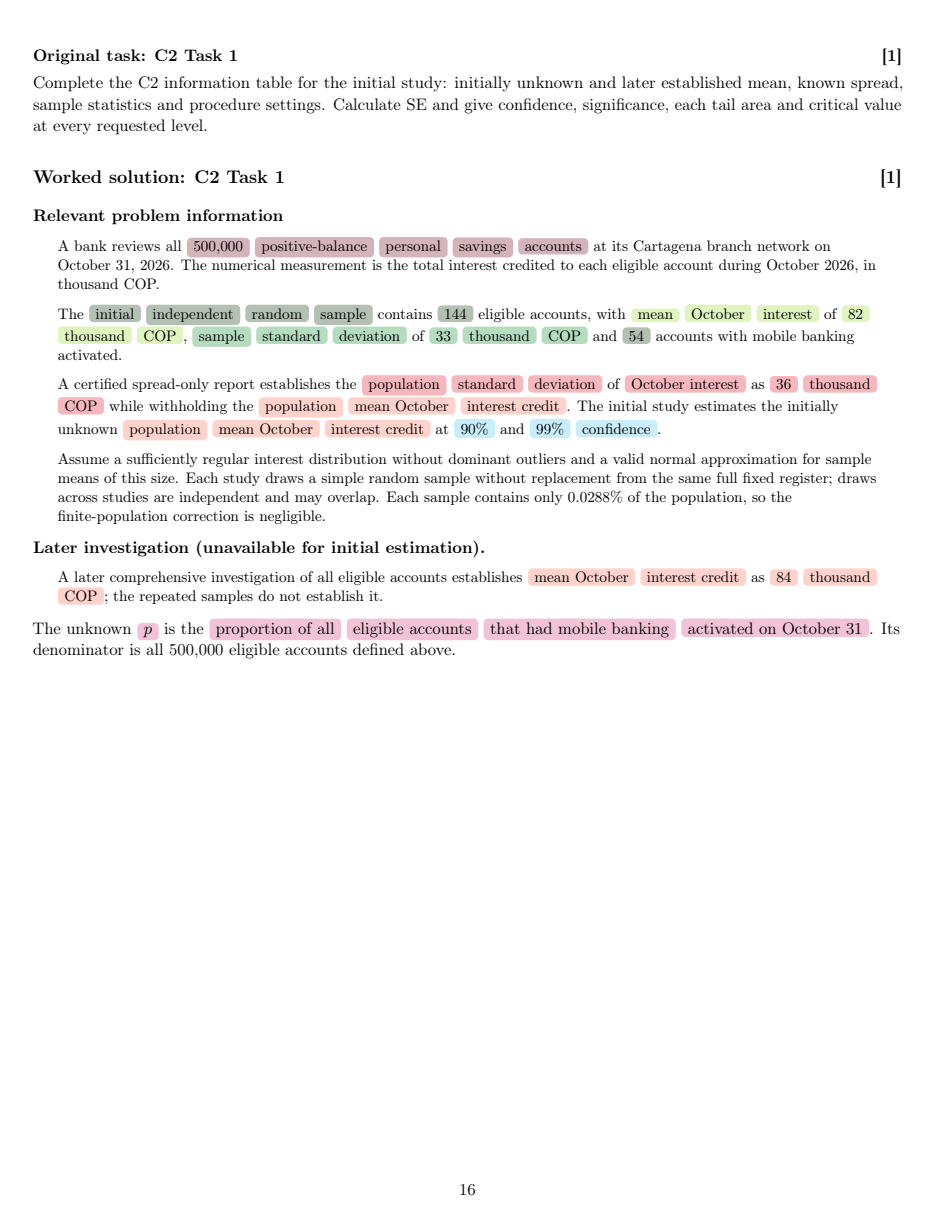 Original task: C2 Task 1 [1]
Complete the C2 information table for the initial study: initially unknown and later established mean, known spread,
sample statistics and procedure settings. Calculate SE and give confidence, significance, each tail area and critical value
at every requested level.
Worked solution: C2 Task 1 [1]
Relevant problem information
A bank reviews all 500,000 positive-balance personal savings accounts at its Cartagena branch network on
October 31, 2026. The numerical measurement is the total interest credited to each eligible account during October 2026, in
thousand COP.
The initial independent random sample contains 144 eligible accounts, with mean October interest of 82
thousand COP, sample standard deviation of 33 thousand COP and 54 accounts with mobile banking
activated.
A certified spread-only report establishes the population standard deviation of October interest as 36 thousand
COP while withholding the population mean October interest credit. The initial study estimates the initially
unknown population mean October interest credit at 90% and 99% confidence.
Assume a sufficiently regular interest distribution without dominant outliers and a valid normal approximation for sample
means of this size. Each study draws a simple random sample without replacement from the same full fixed register; draws
across studies are independent and may overlap. Each sample contains only 0.0288% of the population, so the
finite-population correction is negligible.
Later investigation (unavailable for initial estimation).
A later comprehensive investigation of all eligible accounts establishes mean October interest credit as 84 thousand
COP; the repeated samples do not establish it.
The unknown p is the proportion of all eligible accounts that had mobile banking activated on October 31. Its
denominator is all 500,000 eligible accounts defined above.
16